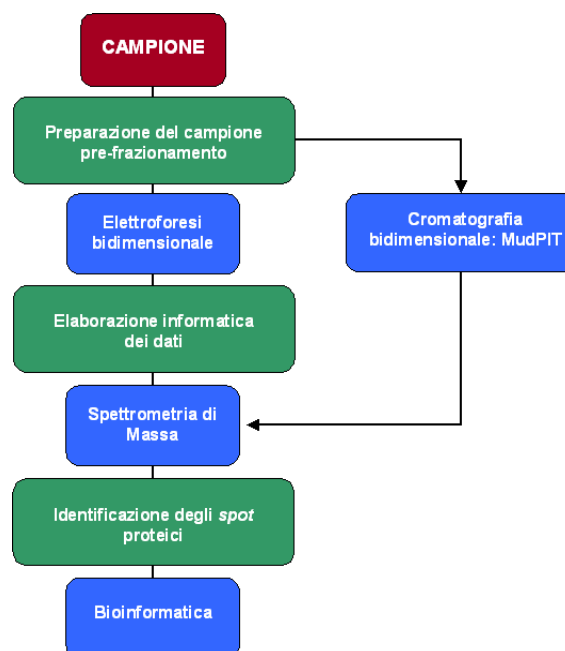 CAMPIONE
Preparazione del campione
pre-frazionamento
Elettroforesi
bidimensionale
Cromatografia
bidimensionale: MudPIT
Elaborazione informatica
dei dati
Spettrometria di
Massa
Identificazione degli spot
proteici
Bioinformatica